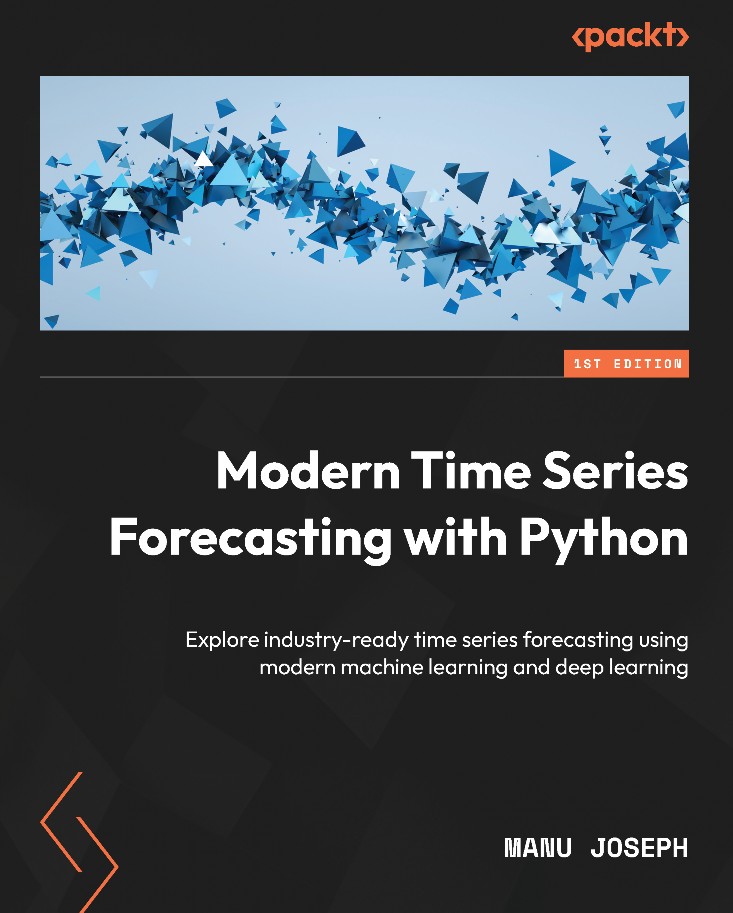 <packt>
1ST EDITION
Modern Time Series
Forecasting with Python
Explore industry-ready time series forecasting using
modern machine learning and deep learning
MANU JOSEPH